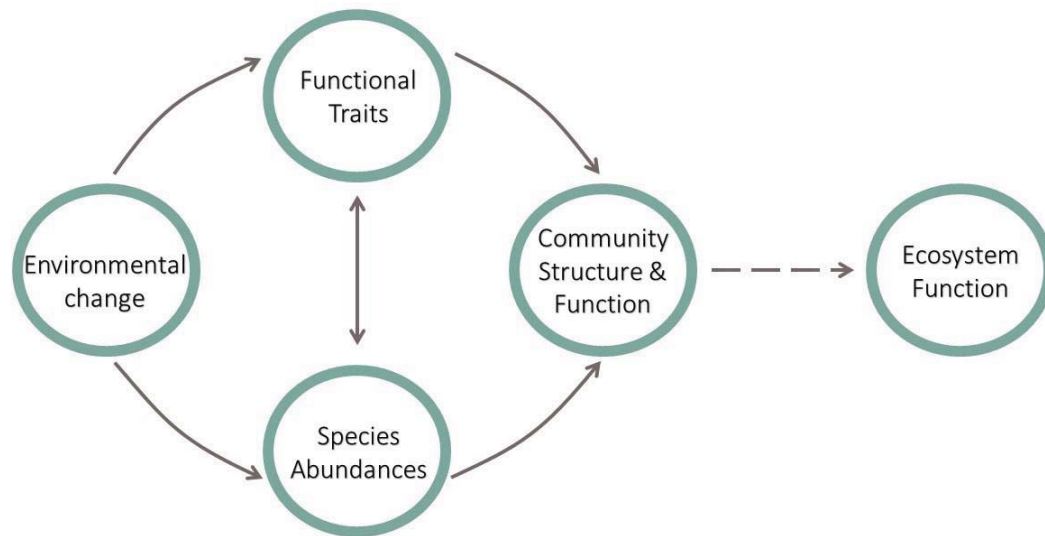 Functional
Traits
Environmental
change
Community
Structure &
Function
Ecosystem
Function
Species
Abundances